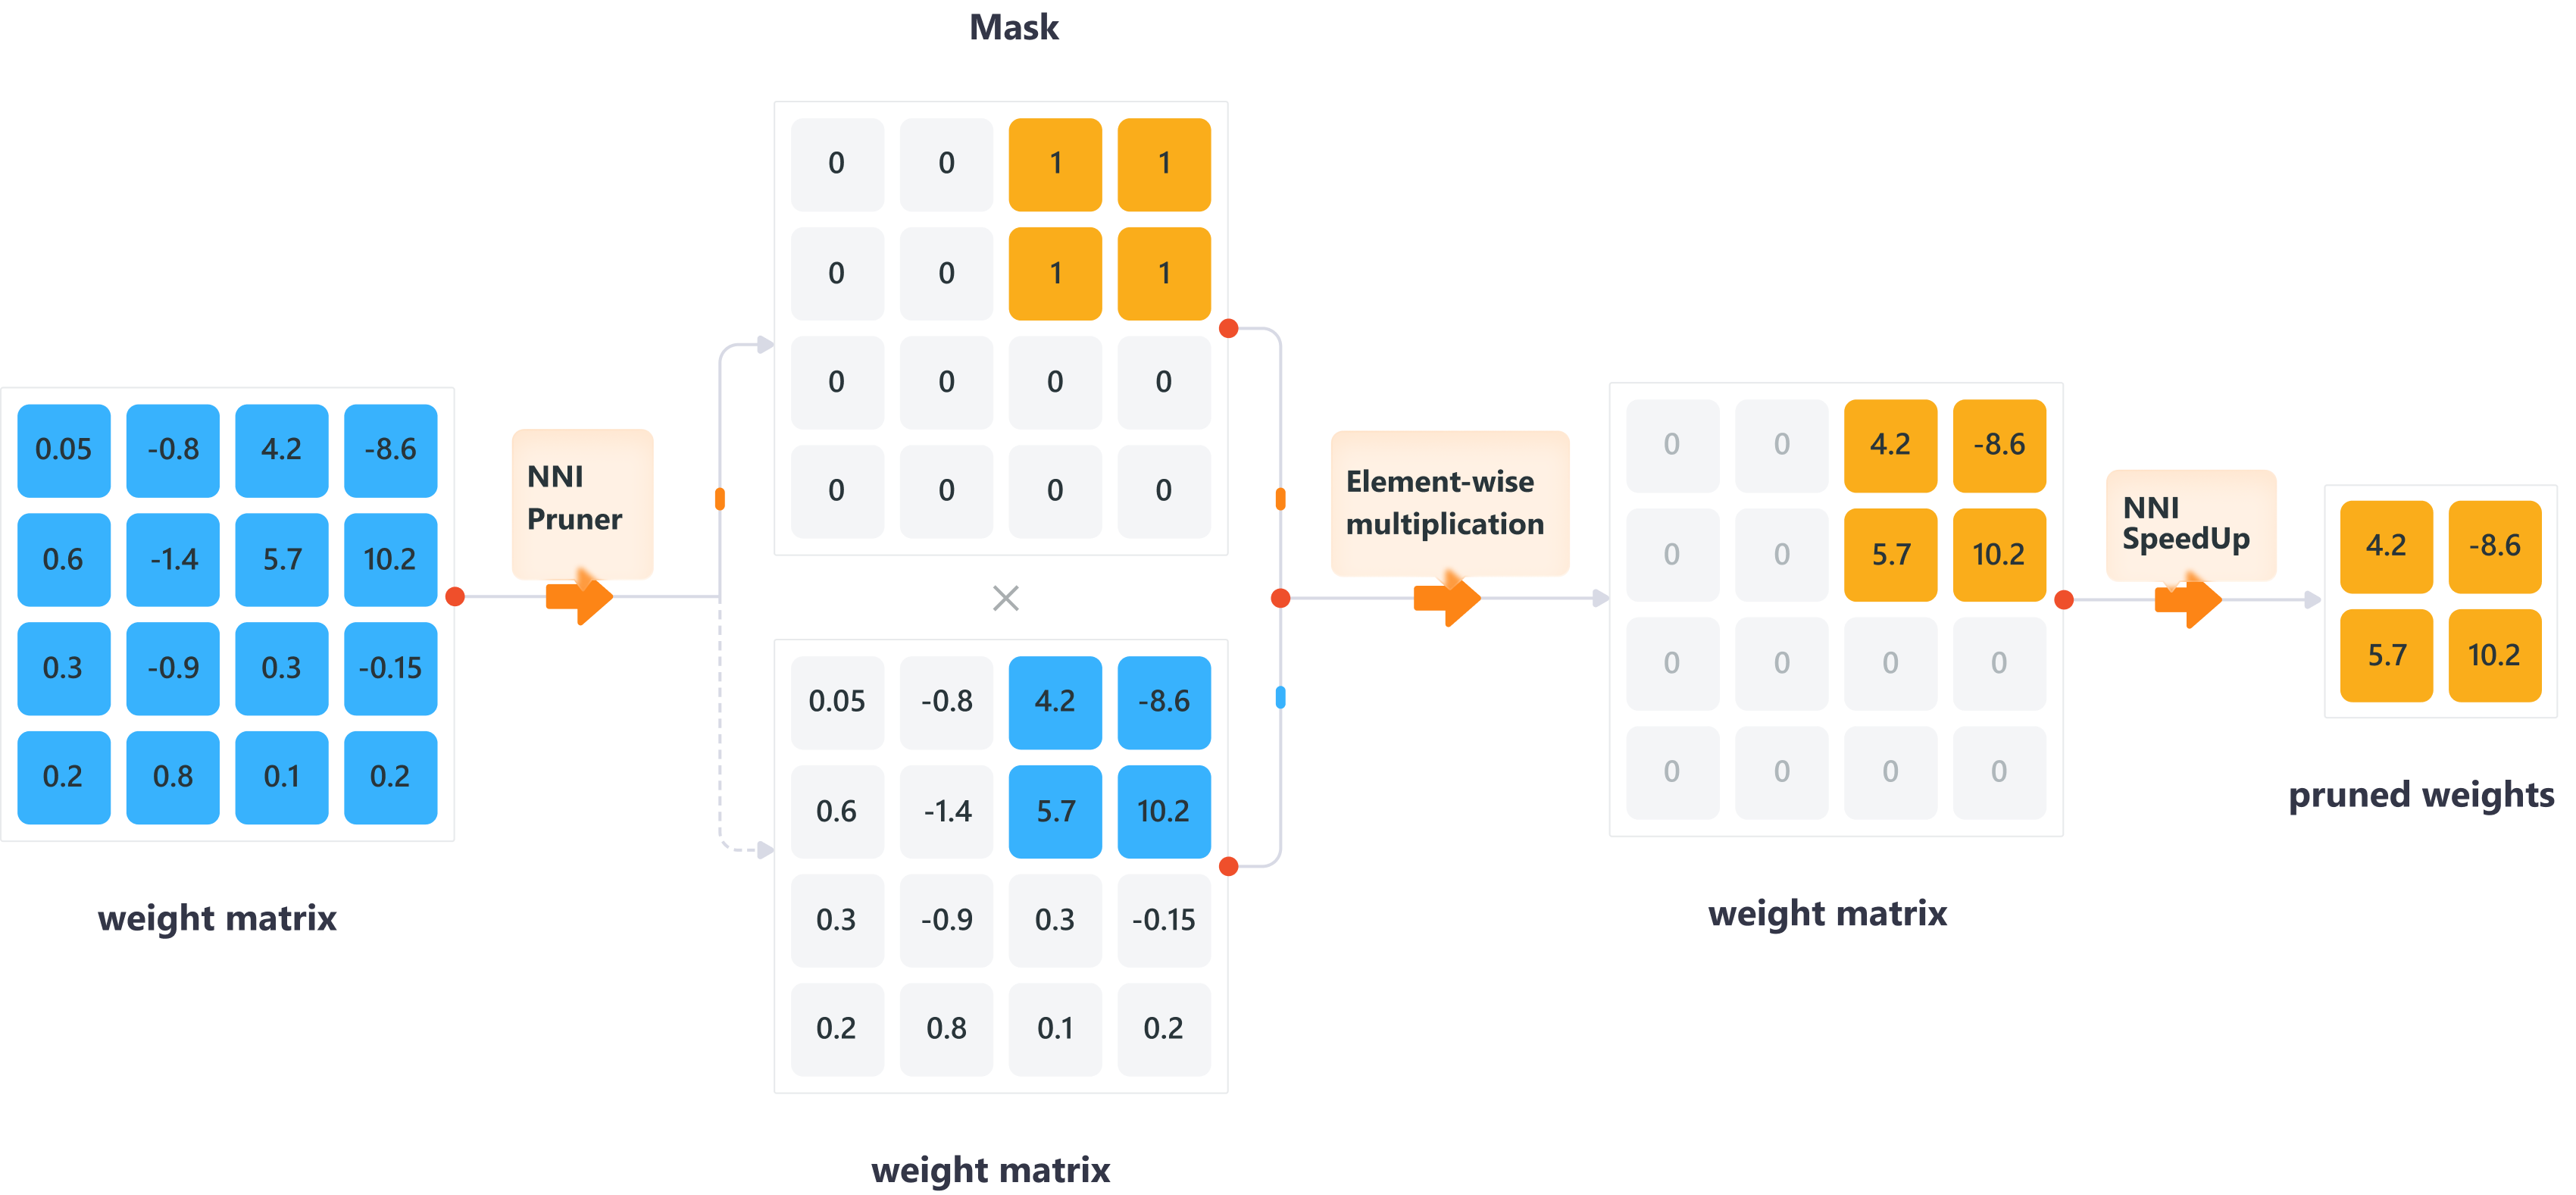 Mask
0 0 1 1
0 0 1 1
0 0 0 0
0 0 0 0
0.05 -0.8 4.2 -8.6
0.6 -1.4 5.7 10.2
0.3 -0.9 0.3 -0.15
0.2 0.8 0.1 0.2
weight matrix
NNI
Pruner
×
0.05 -0.8 4.2 -8.6
0.6 -1.4 5.7 10.2
0.3 -0.9 0.3 -0.15
0.2 0.8 0.1 0.2
weight matrix
Element-wise
multiplication
0 0 4.2 -8.6
0 0 5.7 10.2
0 0 0 0
0 0 0 0
weight matrix
NNI
SpeedUp
4.2 -8.6
5.7 10.2
pruned weights